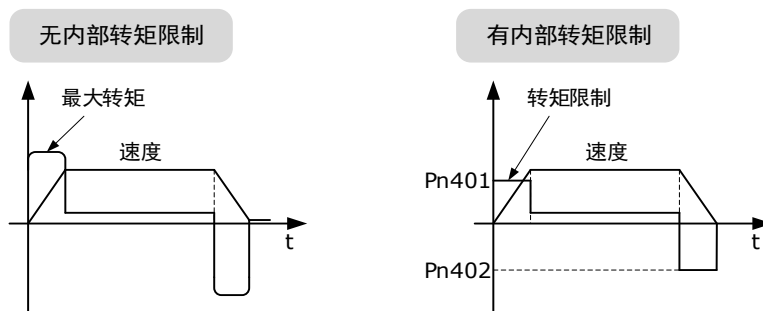 无内部转矩限制
最大转矩
速度
t
有内部转矩限制
转矩限制
速度
Pn401
t
Pn402